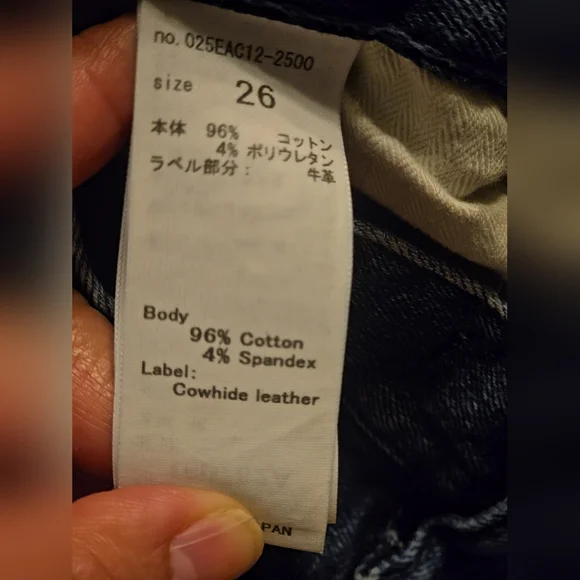 no. 025EAC12-2500
size 26
本体 96% コットン
4% ポリウレタン
ラベル部分: 牛革
Body
96% Cotton
4% Spandex
Label:
Cowhide leather
PAN